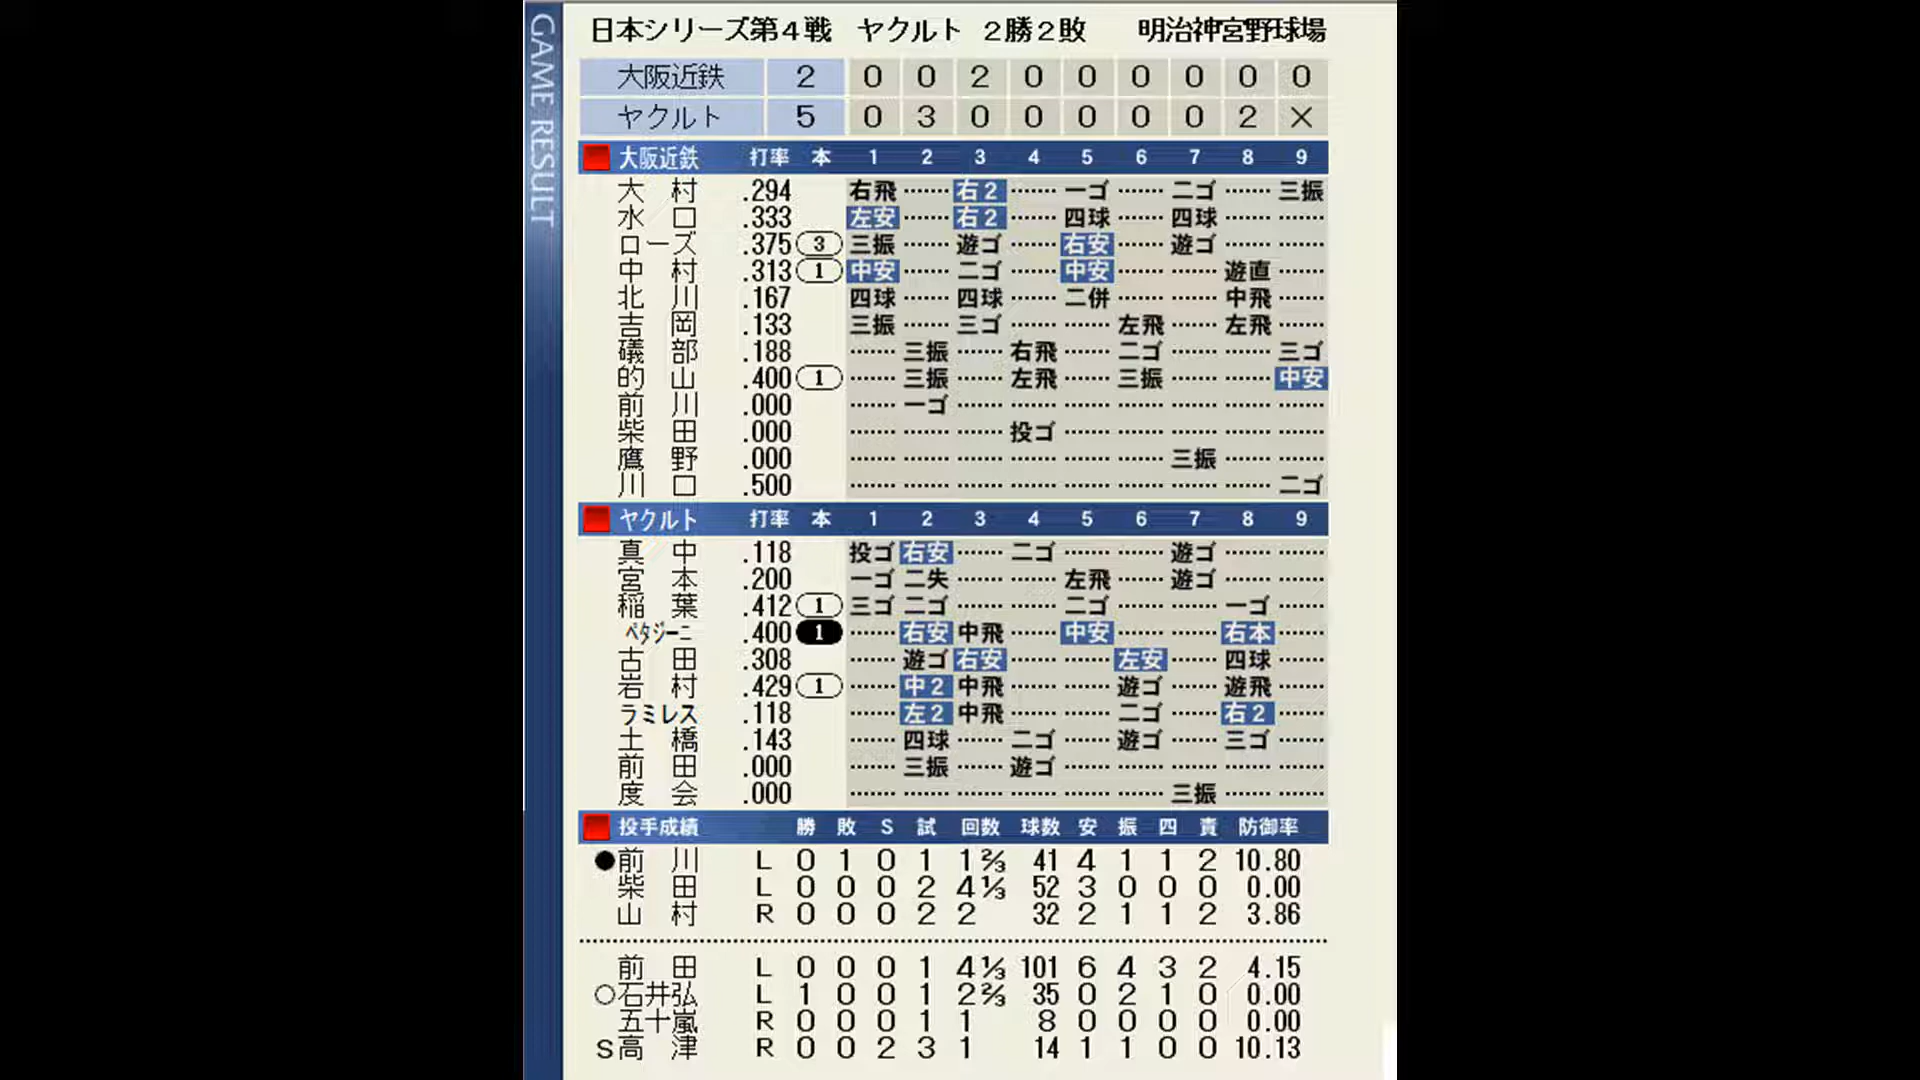 GAME RESULT
日本シリーズ第4戦 ヤクルト 2勝2敗 明治神宮野球場
大阪近鉄 2 0 0 2 0 0 0 0 0 0
ヤクルト 5 0 3 0 0 0 0 0 2 ×
大阪近鉄 打率 本 1 2 3 4 5 6 7 8 9
大村 .294 右飛 …… 右2 …… 一ゴ …… 二ゴ …… 三振
水口 .333 左安 …… 右2 …… 四球 …… 四球 …… ……
ローズ .375 3 三振 …… 遊ゴ …… 右安 …… 遊ゴ …… ……
中村 .313 1 中安 …… 二ゴ …… 中安 …… …… 遊直 ……
北川 .167 四球 …… 四球 …… 二併 …… …… 中飛 ……
吉岡 .133 三振 …… 三ゴ …… …… 左飛 …… 左飛 ……
礒部 .188 …… 三振 …… 右飛 …… 二ゴ …… …… 三ゴ
的山 .400 1 …… 三振 …… 左飛 …… 三振 …… …… 中安
前川 .000 …… 一ゴ …… …… …… …… …… …… ……
柴田 .000 …… …… …… 投ゴ …… …… …… …… ……
鷹野 .000 …… …… …… …… …… …… 三振 …… ……
川口 .500 …… …… …… …… …… …… …… …… 二ゴ
ヤクルト 打率 本 1 2 3 4 5 6 7 8 9
真中 .118 投ゴ 右安 …… 二ゴ …… …… 遊ゴ …… ……
宮本 .200 一ゴ 二失 …… …… 左飛 …… 遊ゴ …… ……
稲葉 .412 1 三ゴ 二ゴ …… …… 二ゴ …… …… 一ゴ ……
ペタジーニ .400 1 …… 右安 中飛 …… 中安 …… …… 右本 ……
古田 .308 …… 遊ゴ 右安 …… …… 左安 …… 四球 ……
岩村 .429 1 …… 中2 中飛 …… …… 遊ゴ …… 遊飛 ……
ラミレス .118 …… 左2 中飛 …… …… 二ゴ …… 右2 ……
土橋 .143 …… 四球 …… 二ゴ …… 遊ゴ …… 三ゴ ……
前田 .000 …… 三振 …… 遊ゴ …… …… …… …… ……
度会 .000 …… …… …… …… …… …… 三振 …… ……
投手成績 勝 敗 S 試 回数 球数 安 振 四 責 防御率
●前川 L 0 1 0 1 1⅔ 41 4 1 1 2 10.80
柴田 L 0 0 0 2 4⅓ 52 3 0 0 0 0.00
山村 R 0 0 0 2 2 32 2 1 1 2 3.86
前田 L 0 0 0 1 4⅓ 101 6 4 3 2 4.15
○石井弘 L 1 0 0 1 2⅔ 35 0 2 1 0 0.00
五十嵐 R 0 0 0 1 1 8 0 0 0 0 0.00
S高津 R 0 0 2 3 1 14 1 1 0 0 10.13